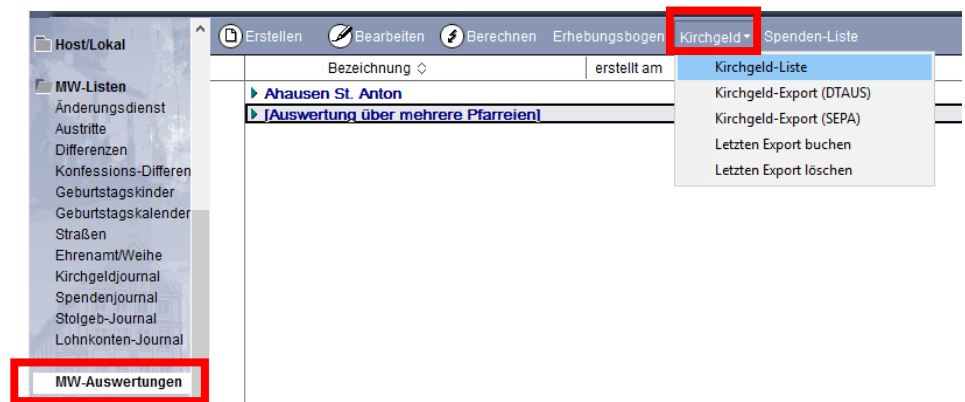 Host/Lokal
MW-Listen
Änderungsdienst
Austritte
Differenzen
Konfessions-Differen
Geburtstagskinder
Geburtstagskalender
Straßen
Ehrenamt/Weihe
Kirchgeldjournal
Spendenjournal
Stolgeb-Journal
Lohnkonten-Journal
MW-Auswertungen
Erstellen Bearbeiten Berechnen Erhebungsbogen Kirchgeld Spenden-Liste
Bezeichnung erstellt am
Ahausen St. Anton
[Auswertung über mehrere Pfarreien]
Kirchgeld-Liste
Kirchgeld-Export (DTAUS)
Kirchgeld-Export (SEPA)
Letzten Export buchen
Letzten Export löschen